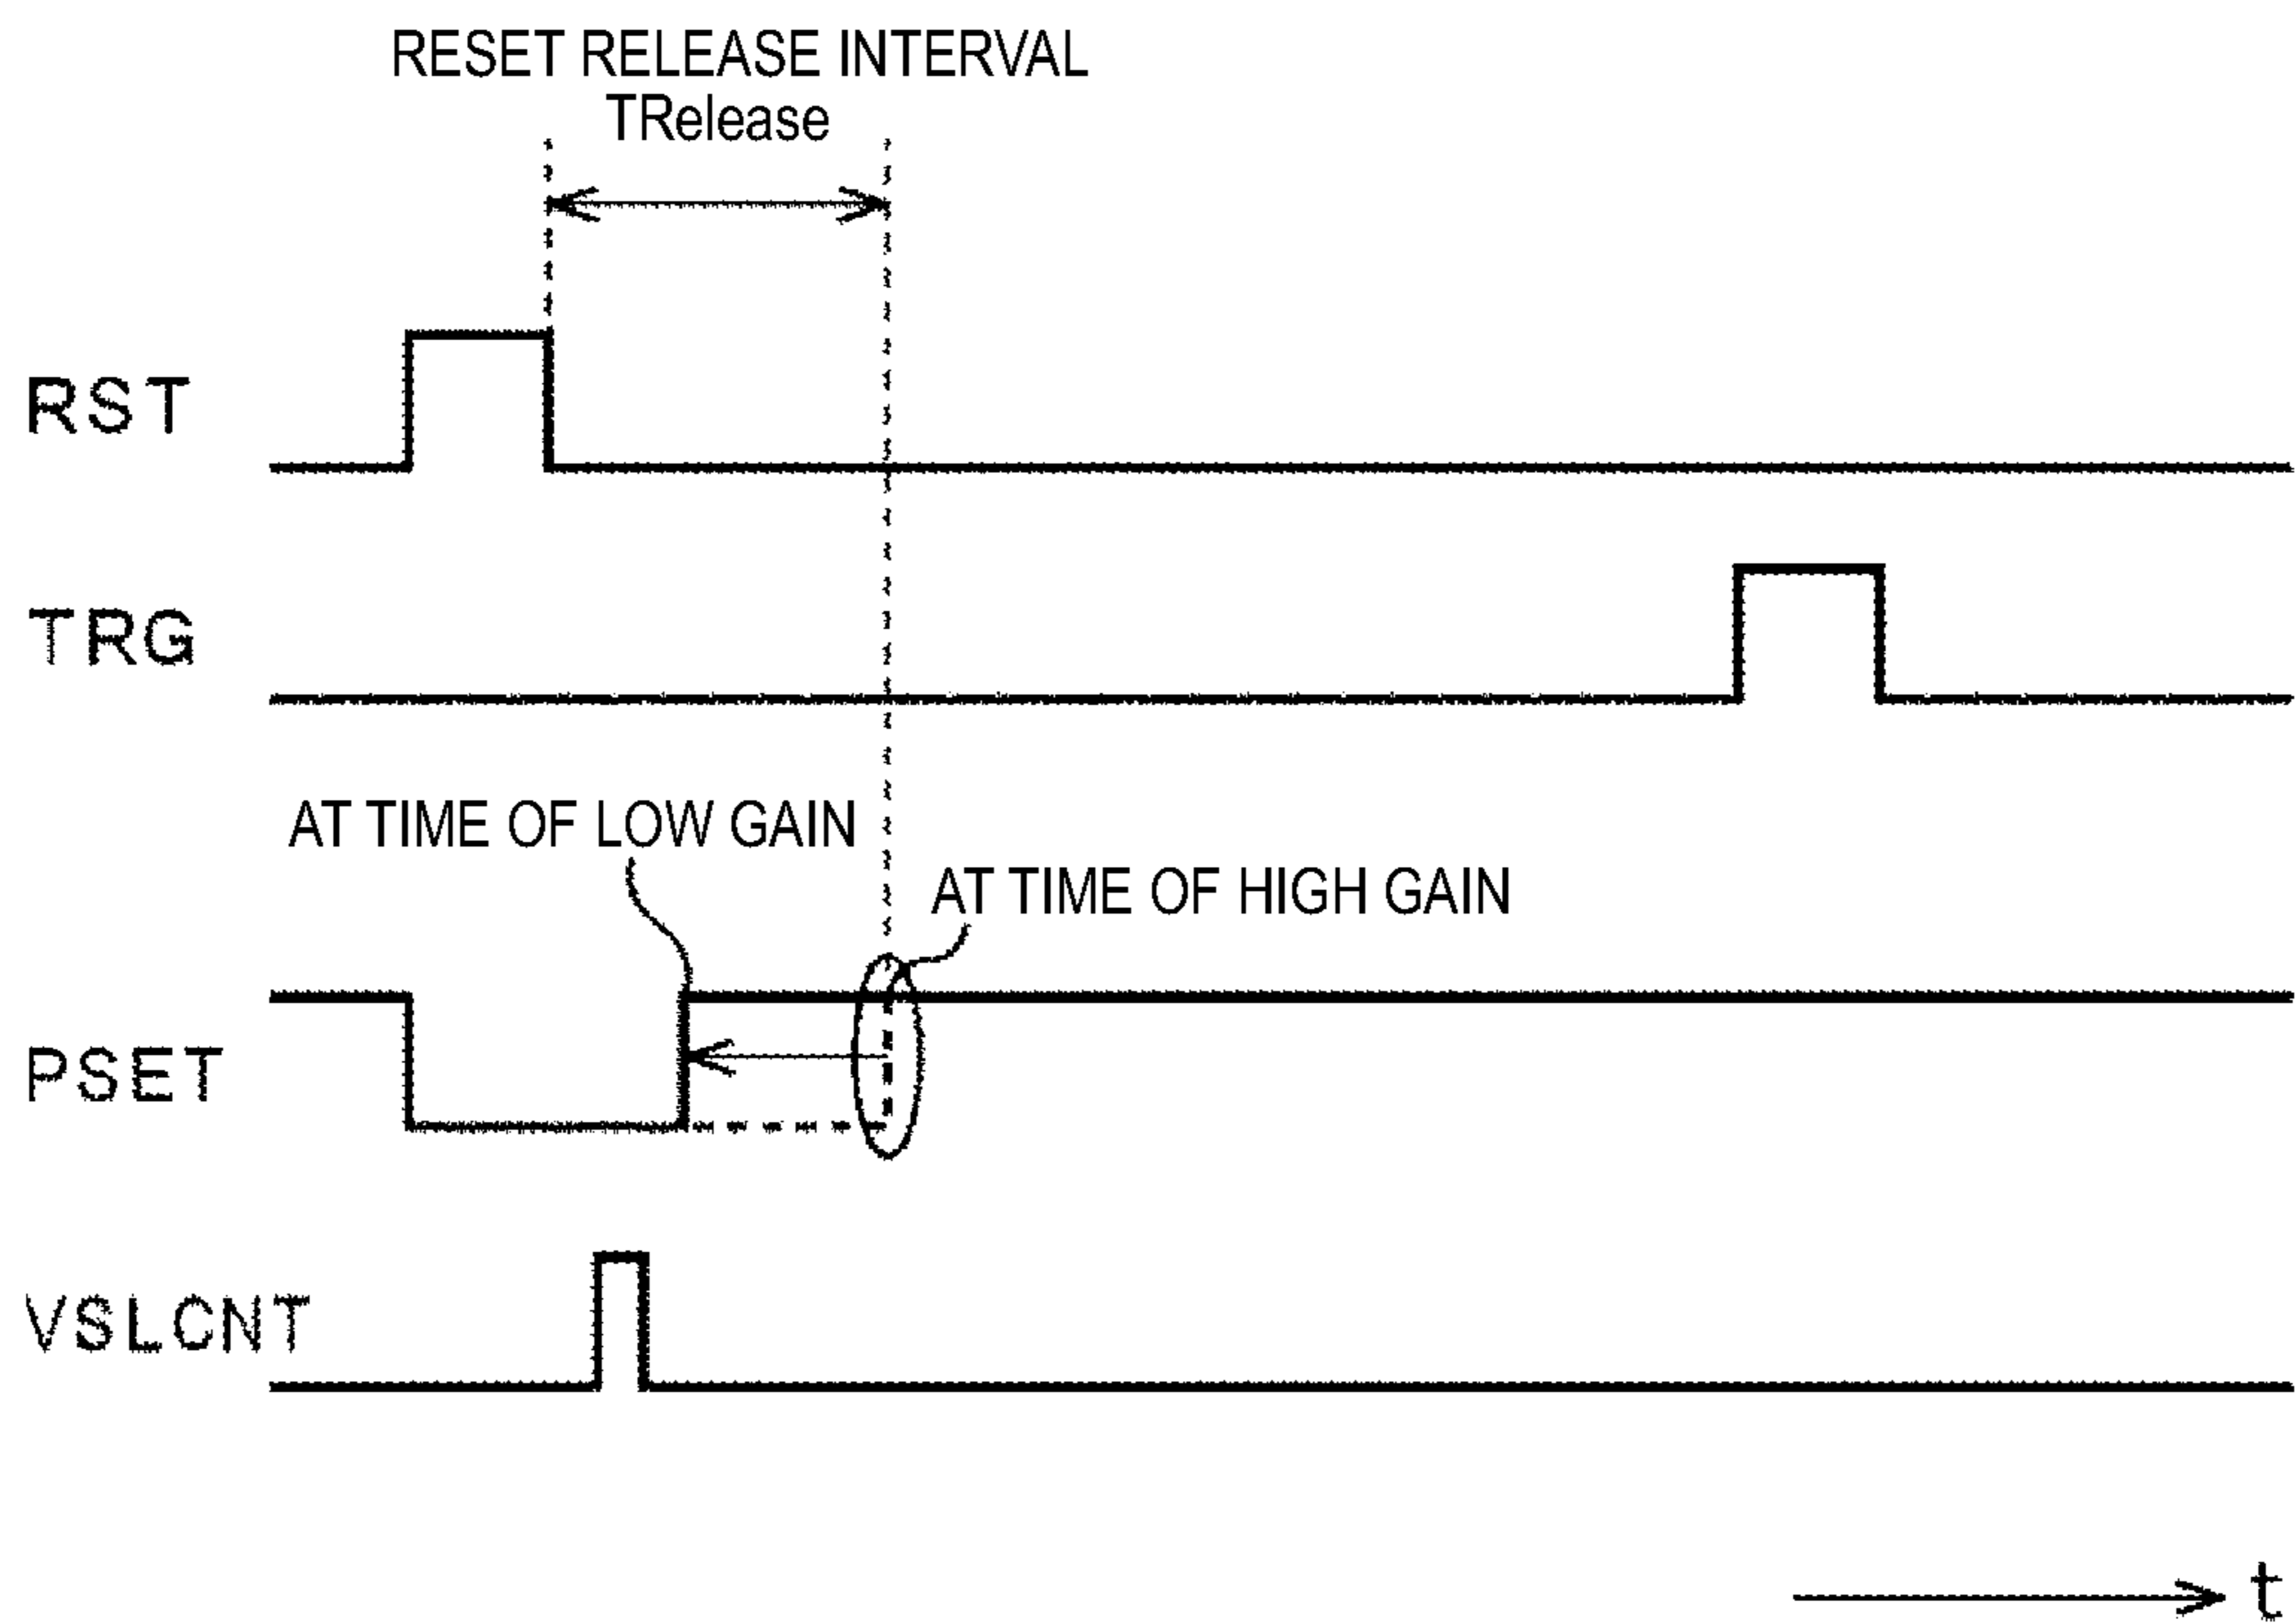 RESET RELEASE INTERVAL
TRelease
RST
TRG
AT TIME OF LOW GAIN
AT TIME OF HIGH GAIN
PSET
VSLCNT
t